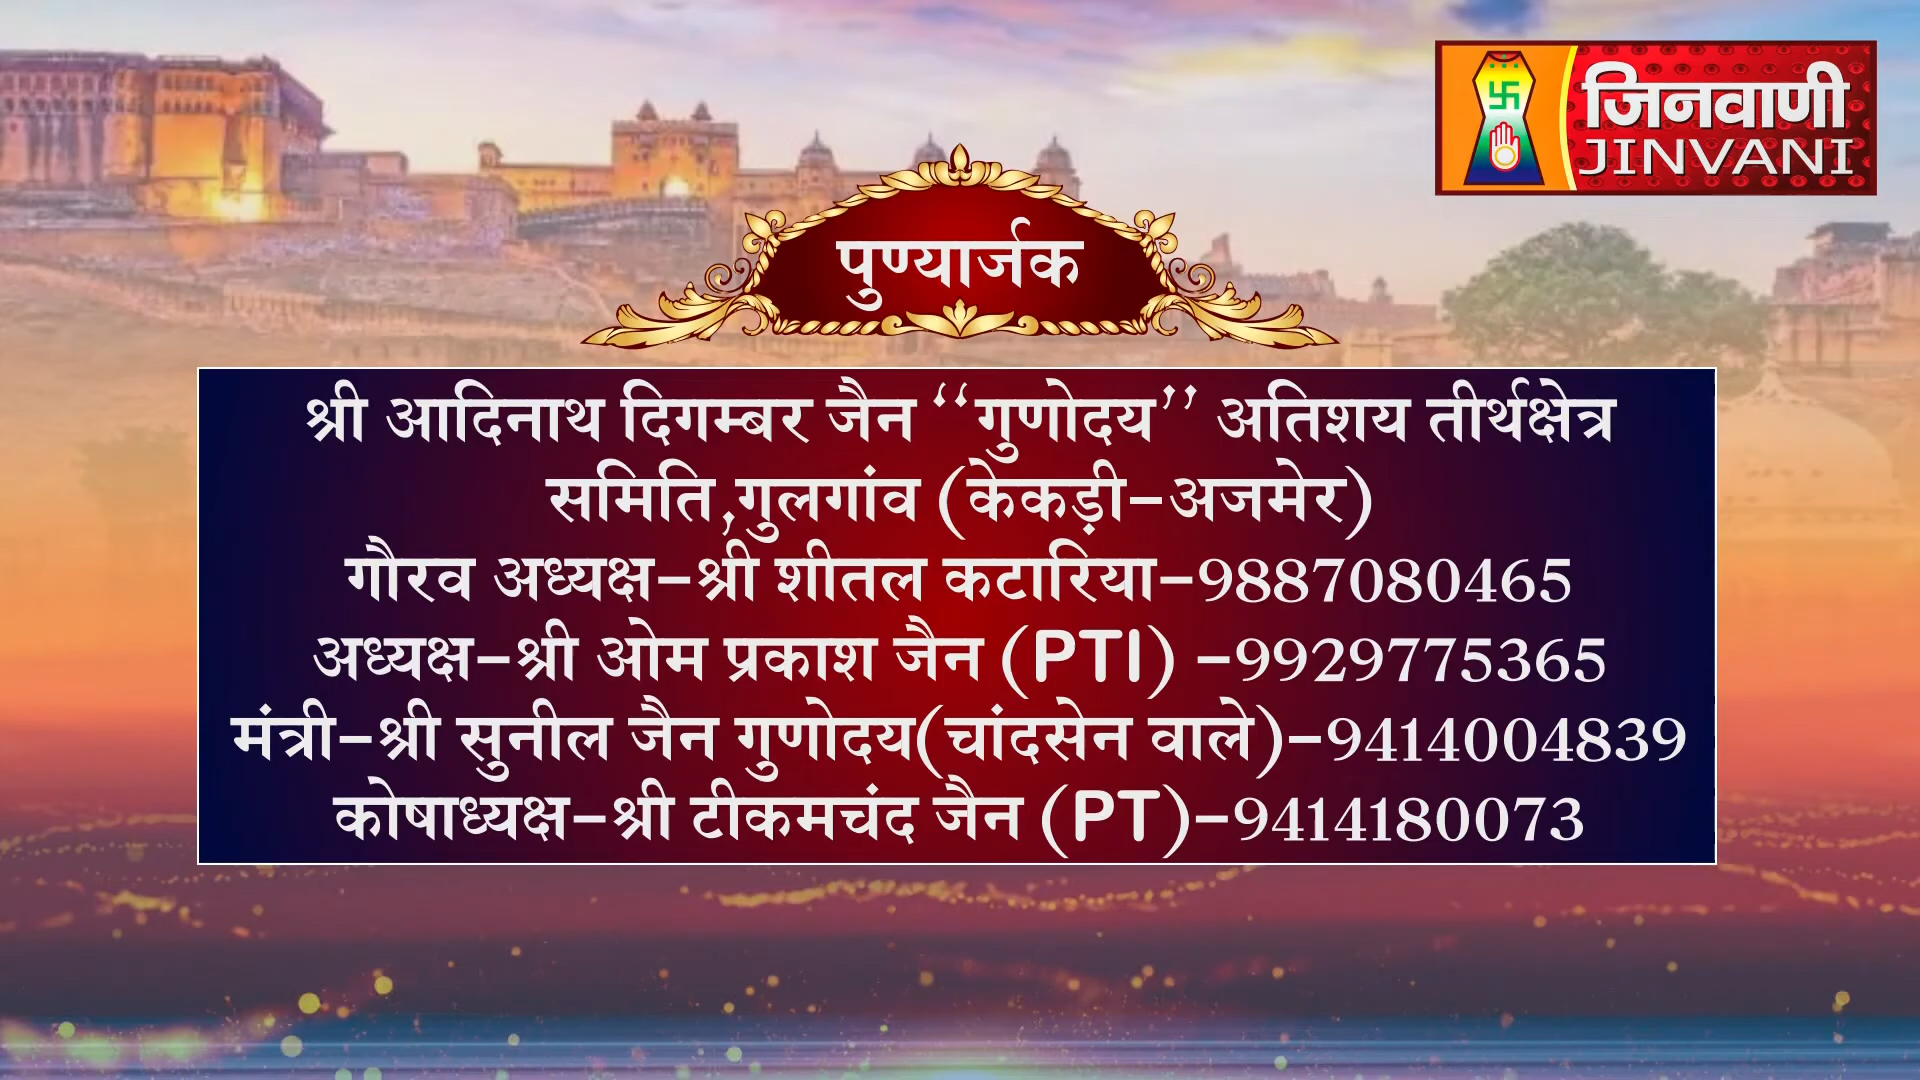 जिनवाणी
JINVANI
पुण्यार्जक
श्री आदिनाथ दिगम्बर जैन ‘‘गुणोदय’’ अतिशय तीर्थक्षेत्र
समिति,गुलगांव (केकड़ी-अजमेर)
गौरव अध्यक्ष-श्री शीतल कटारिया-9887080465
अध्यक्ष-श्री ओम प्रकाश जैन (PTI) -9929775365
मंत्री-श्री सुनील जैन गुणोदय(चांदसेन वाले)-9414004839
कोषाध्यक्ष-श्री टीकमचंद जैन (PT)-9414180073